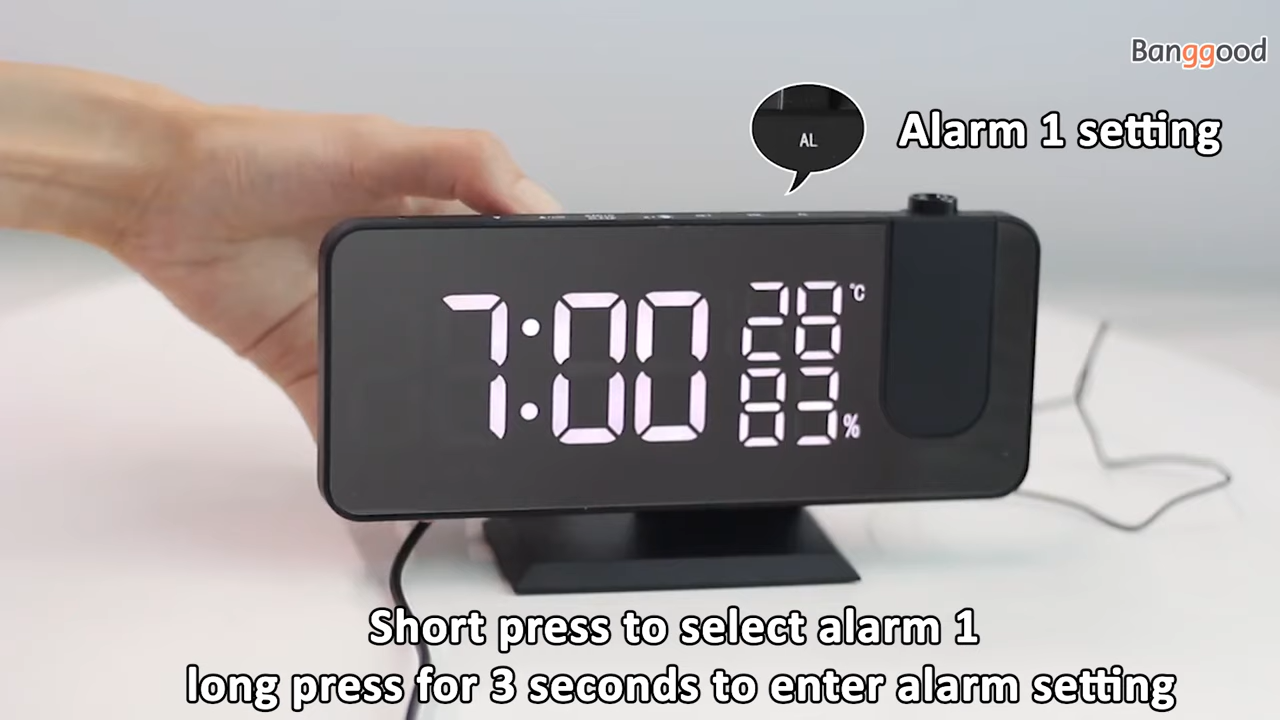 Banggood
AL
Alarm 1 setting
7:00
28 °C
83 %
Short press to select alarm 1
long press for 3 seconds to enter alarm setting